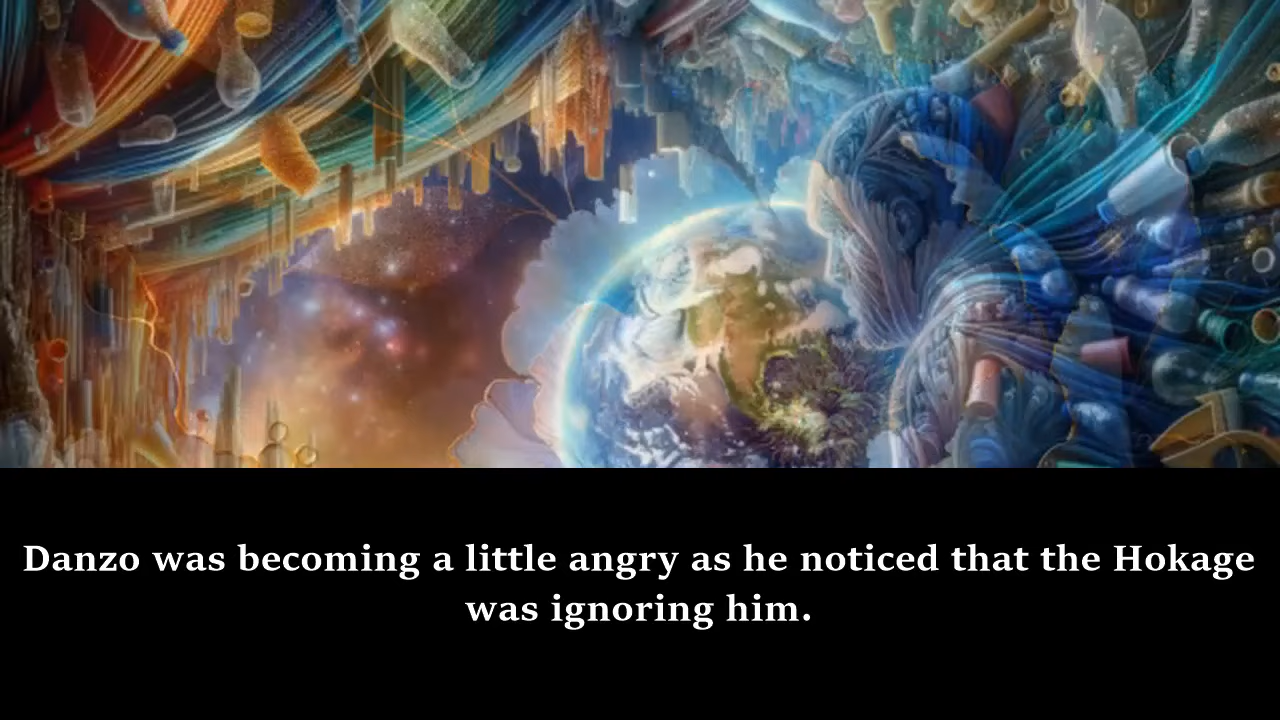 Danzo was becoming a little angry as he noticed that the Hokage
was ignoring him.